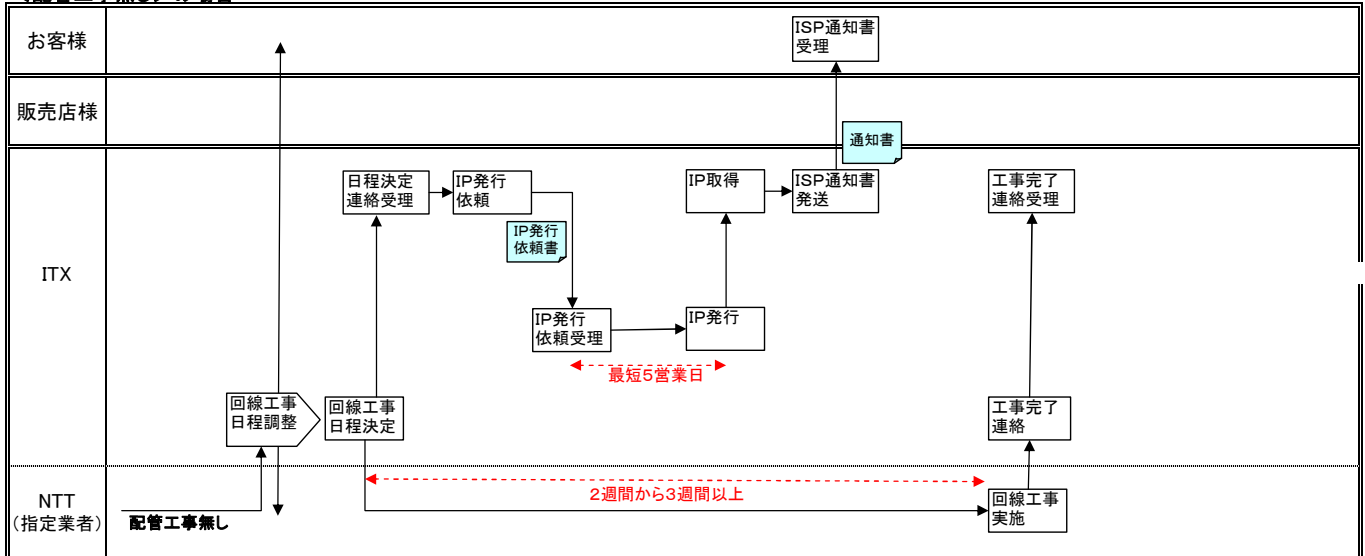 お客様
ISP通知書
受理
販売店様
通知書
ITX
日程決定
連絡受理
IP発行
依頼
IP発行
依頼書
IP取得
ISP通知書
発送
工事完了
連絡受理
IP発行
依頼受理
IP発行
最短5営業日
回線工事
日程調整
回線工事
日程決定
工事完了
連絡
NTT
(指定業者)
配管工事無し
2週間から3週間以上
回線工事
実施